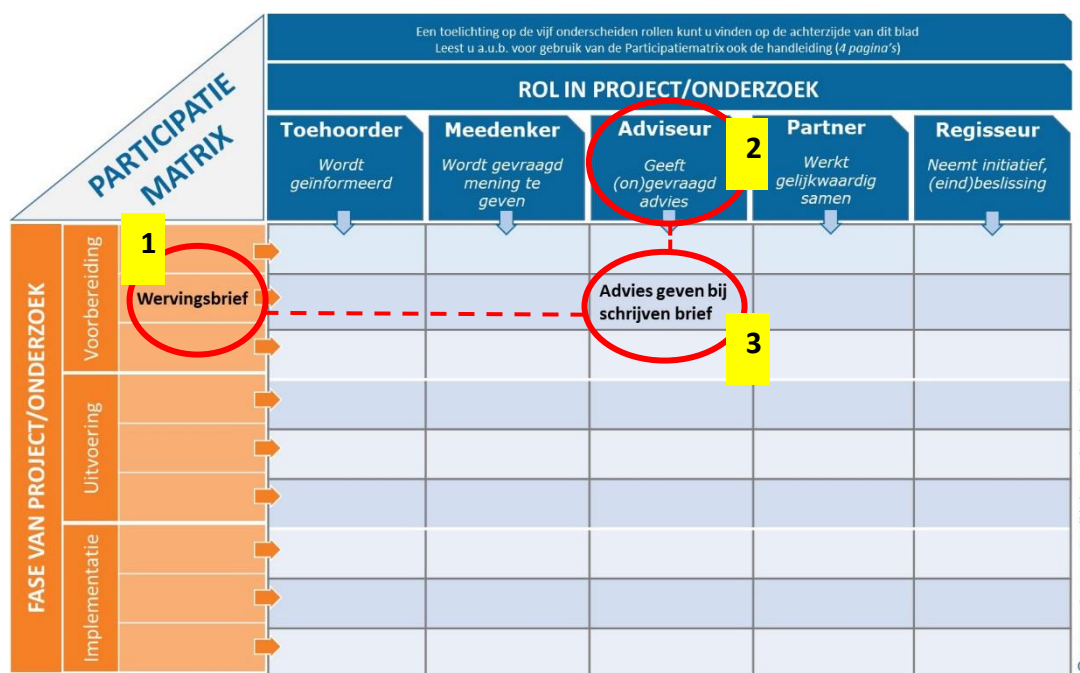 Een toelichting op de vijf onderscheiden rollen kunt u vinden op de achterzijde van dit blad
Leest u a.u.b. voor gebruik van de Participatiematrix ook de handleiding (4 pagina's)
PARTICIPATIE
MATRIX
ROL IN PROJECT/ONDERZOEK
Toehoorder
Wordt
geïnformeerd
Meedenker
Wordt gevraagd
mening te
geven
Adviseur
Geeft
(on)gevraagd
advies
2
Partner
Werkt
gelijkwaardig
samen
Regisseur
Neemt initiatief,
(eind)beslissing
FASE VAN PROJECT/ONDERZOEK
Voorbereiding
1
Wervingsbrief
Advies geven bij
schrijven brief
3
Uitvoering
Implementatie